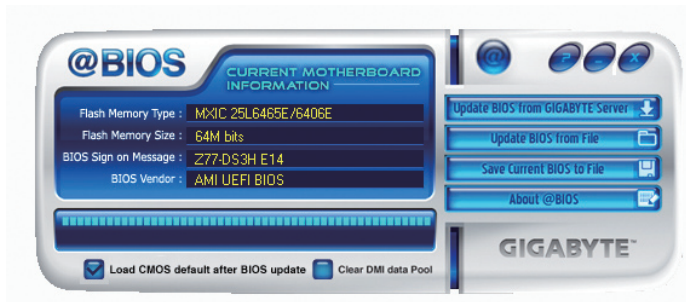 @BIOS
CURRENT MOTHERBOARD
INFORMATION
Flash Memory Type : MXIC 25L6465E/6406E
Flash Memory Size : 64M bits
BIOS Sign on Message : Z77-DS3H E14
BIOS Vendor : AMI UEFI BIOS
Load CMOS default after BIOS update
Clear DMI data Pool
@
?
_
X
Update BIOS from GIGABYTE Server
Update BIOS from File
Save Current BIOS to File
About @BIOS
GIGABYTE™